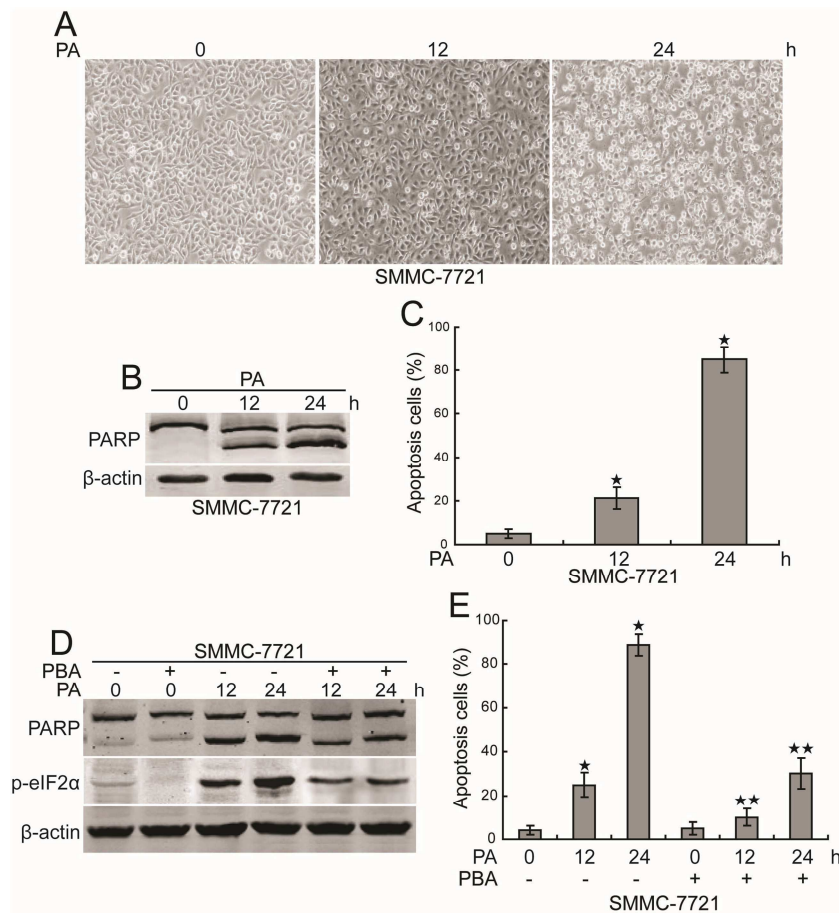 A
PA 0 12 24 h
SMMC-7721
B
PA
0 12 24 h
PARP
β-actin
SMMC-7721
C
Apoptosis cells (%)
100
80
60
40
20
0
★ ★
PA 0 12 24 h
SMMC-7721
D
SMMC-7721
PBA - + - - + +
PA 0 0 12 24 12 24 h
PARP
p-eIF2α
β-actin
E
Apoptosis cells (%)
100
80
60
40
20
0
★ ★ ★★ ★★
PA 0 12 24 0 12 24 h
PBA - - - + + +
SMMC-7721